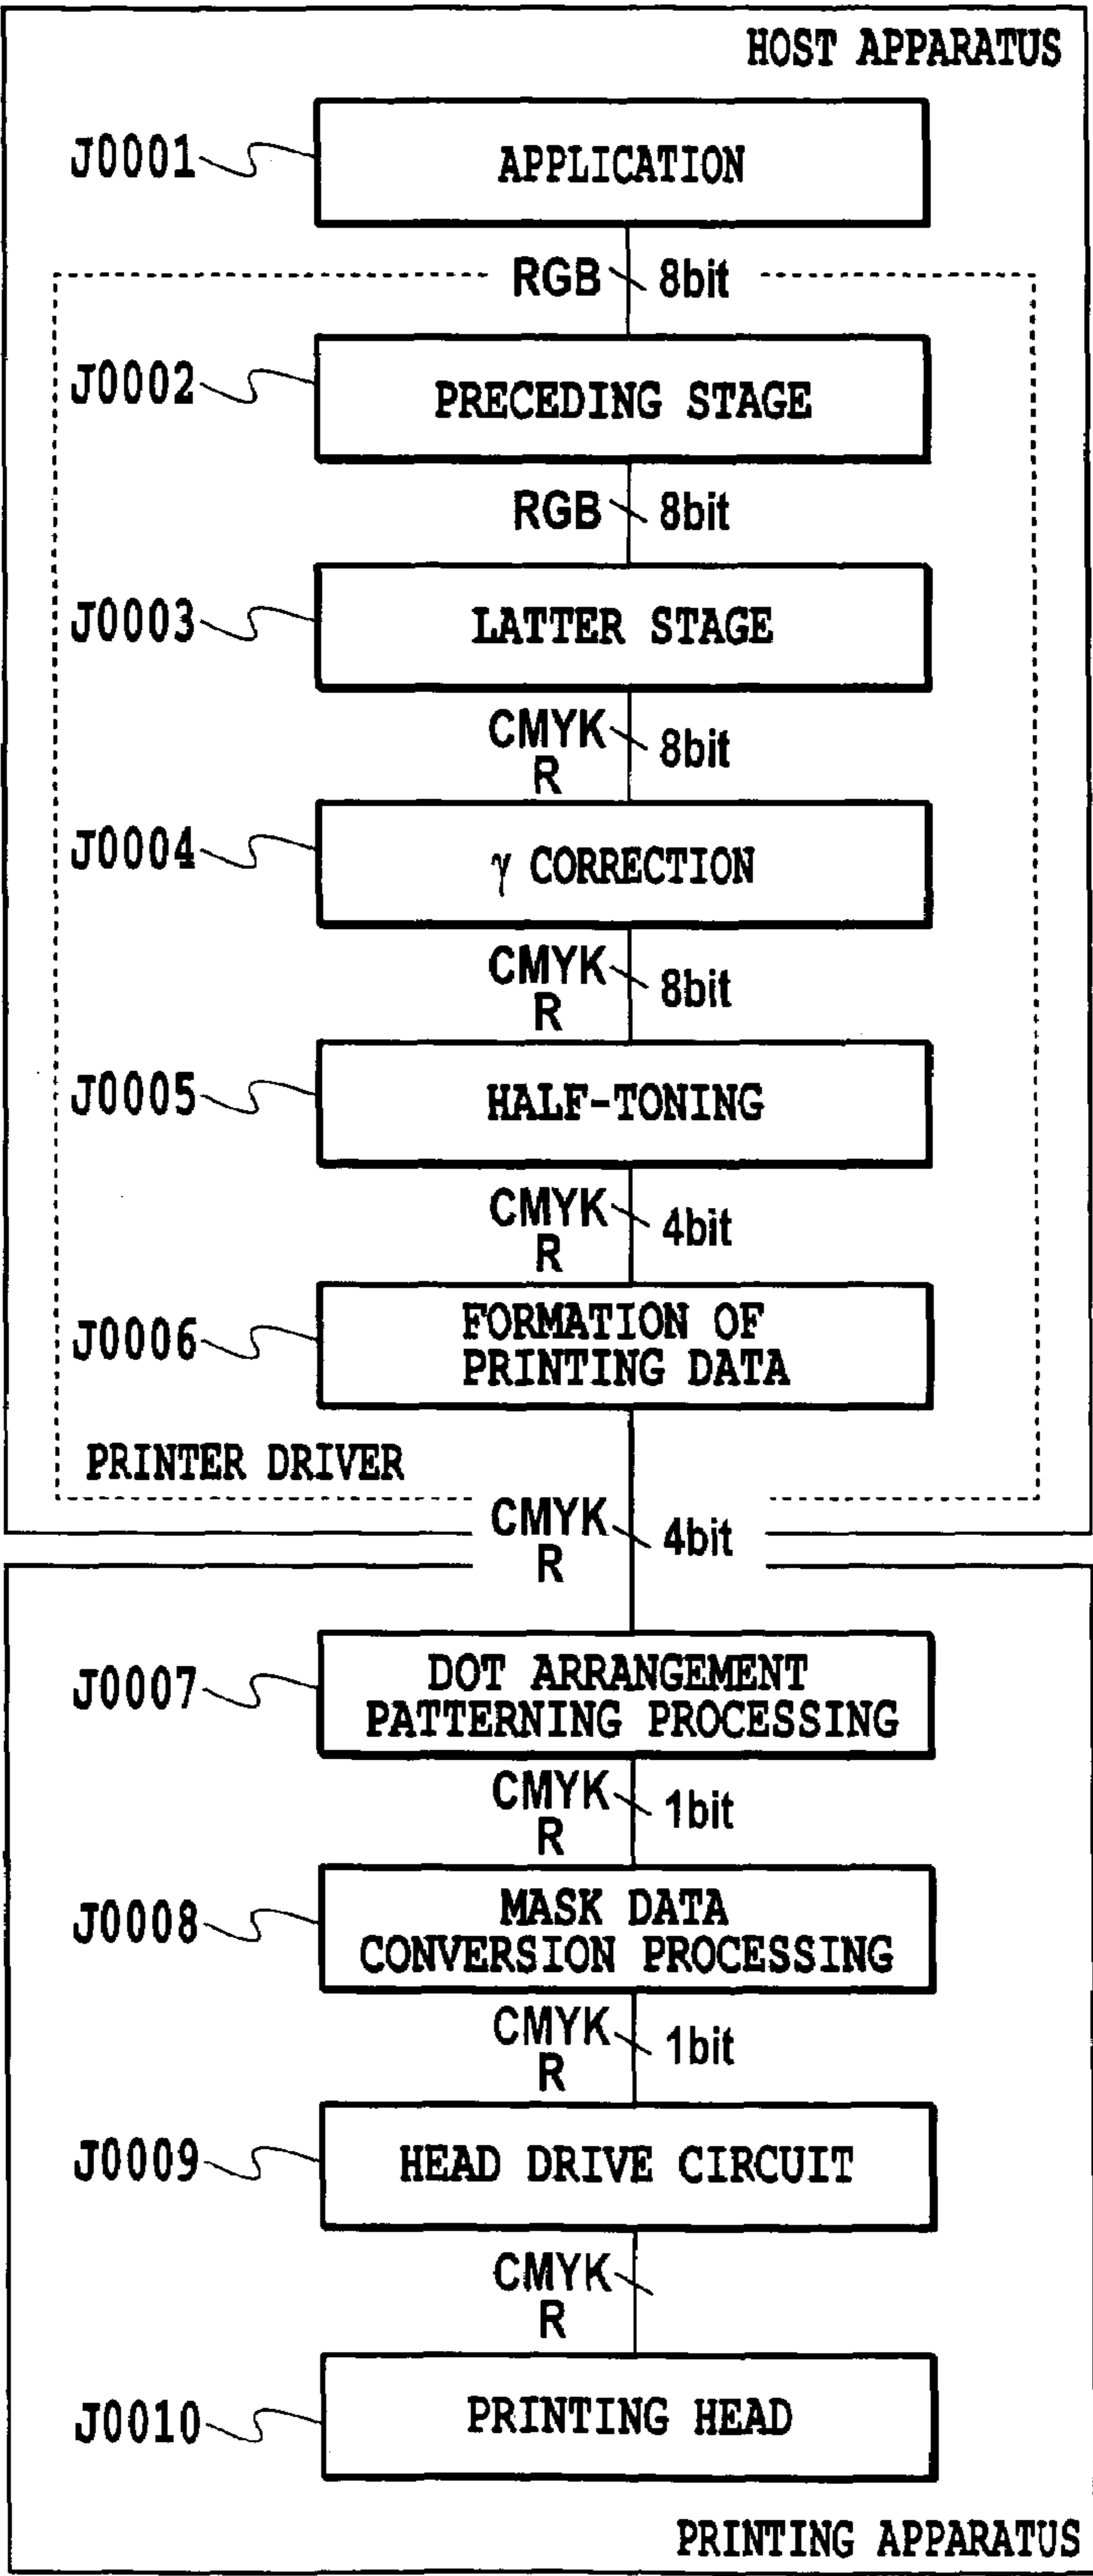 HOST APPARATUS
J0001
APPLICATION
RGB 8bit
J0002
PRECEDING STAGE
RGB 8bit
J0003
LATTER STAGE
CMYK 8bit
R
J0004
γ CORRECTION
CMYK 8bit
R
J0005
HALF-TONING
CMYK 4bit
R
J0006
FORMATION OF
PRINTING DATA
PRINTER DRIVER
CMYK 4bit
R
J0007
DOT ARRANGEMENT
PATTERNING PROCESSING
CMYK 1bit
R
J0008
MASK DATA
CONVERSION PROCESSING
CMYK 1bit
R
J0009
HEAD DRIVE CIRCUIT
CMYK
R
J0010
PRINTING HEAD
PRINTING APPARATUS